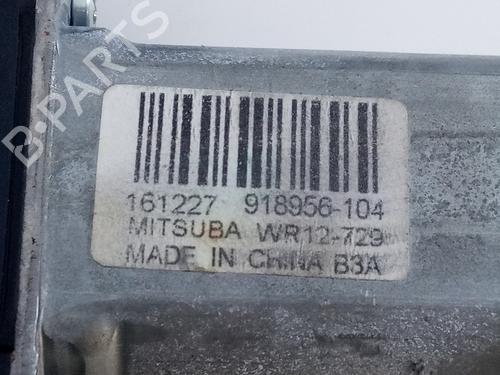 B-PARTS
161227 918956-104
MITSUBA WR12-729
MADE IN CHINA B3A